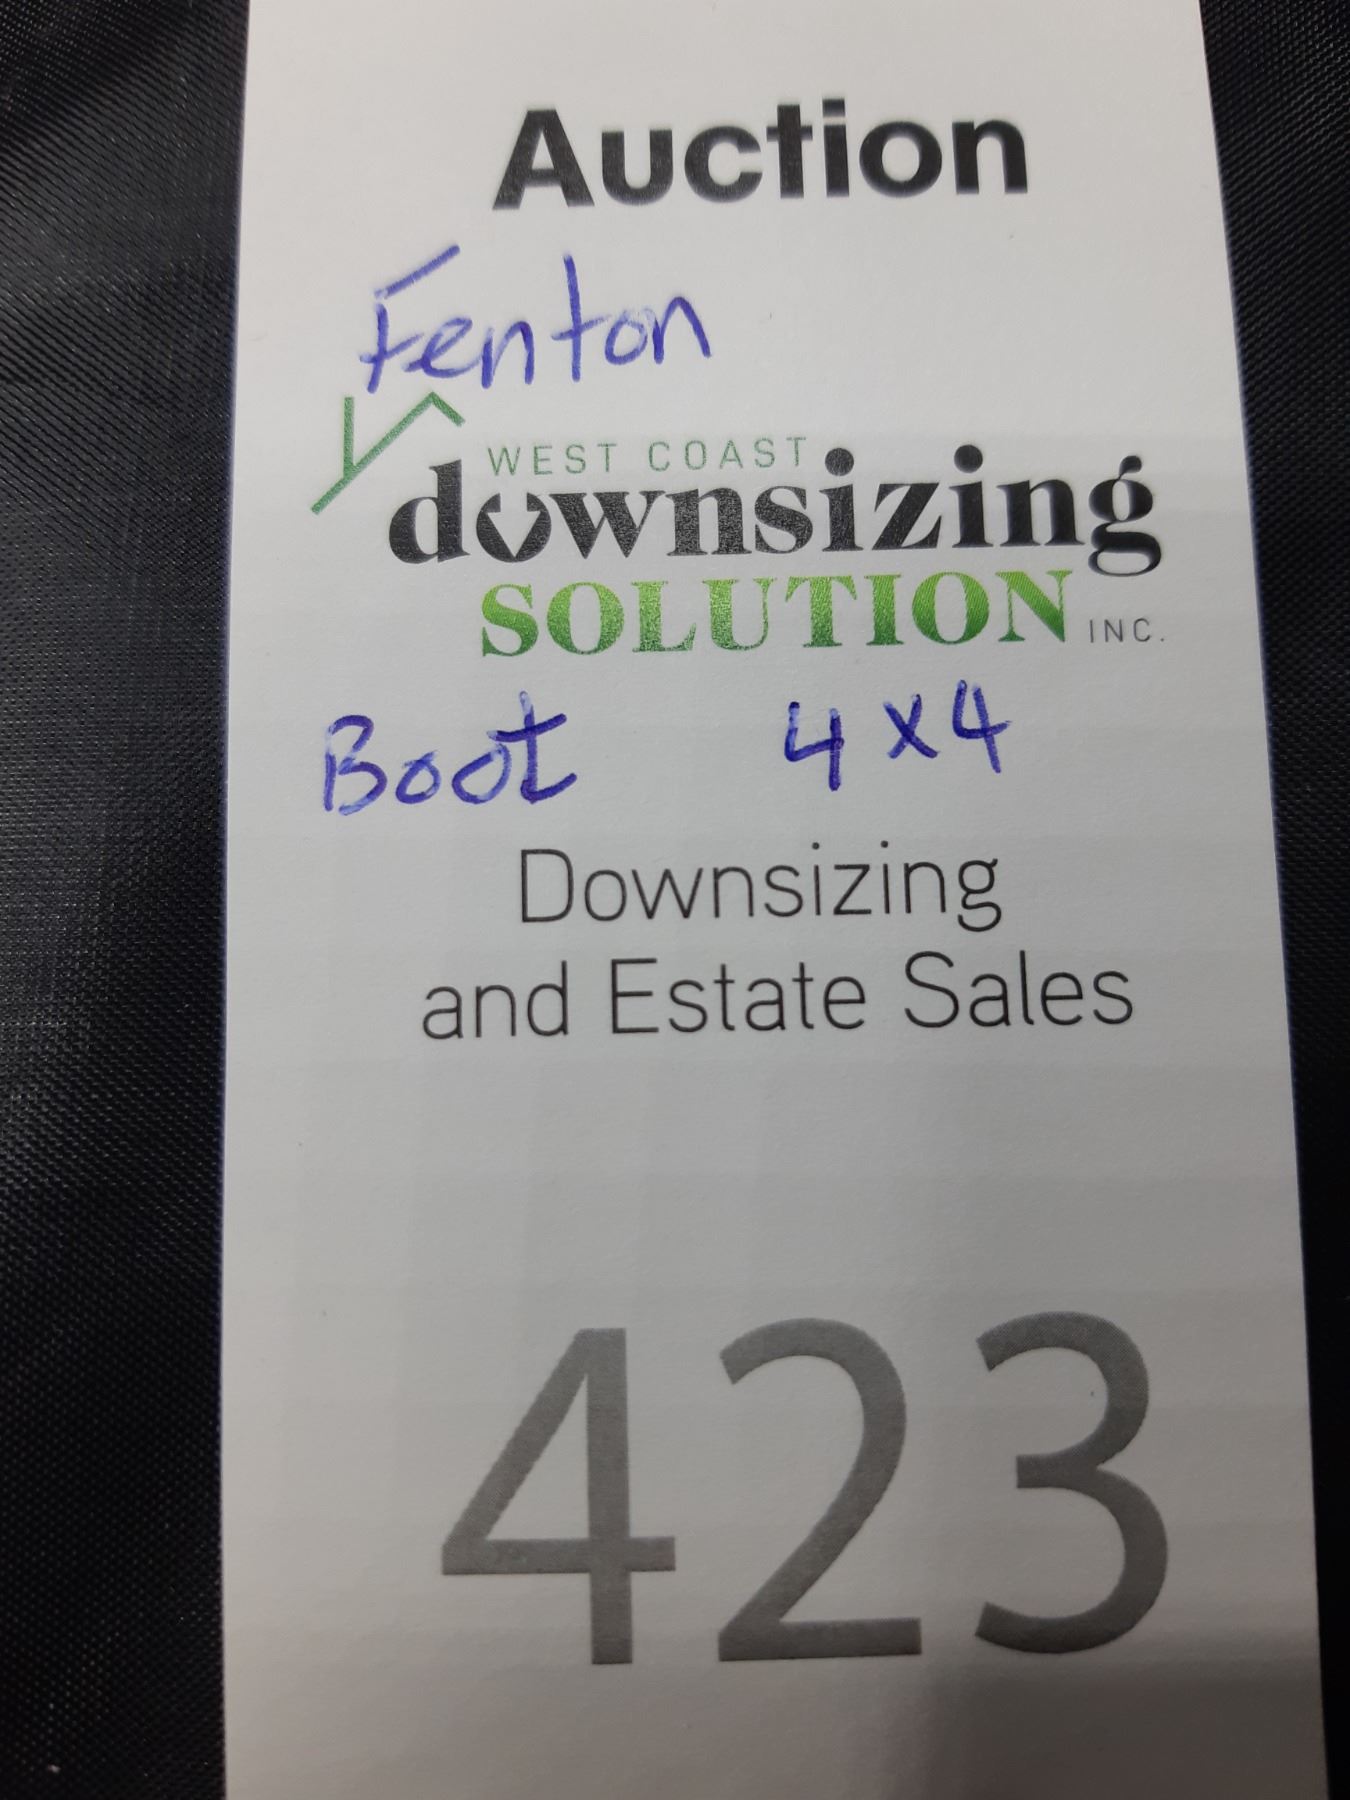 Auction
Fenton
WEST COAST
downsizing
SOLUTION INC.
Boot 4x4
Downsizing
and Estate Sales
423